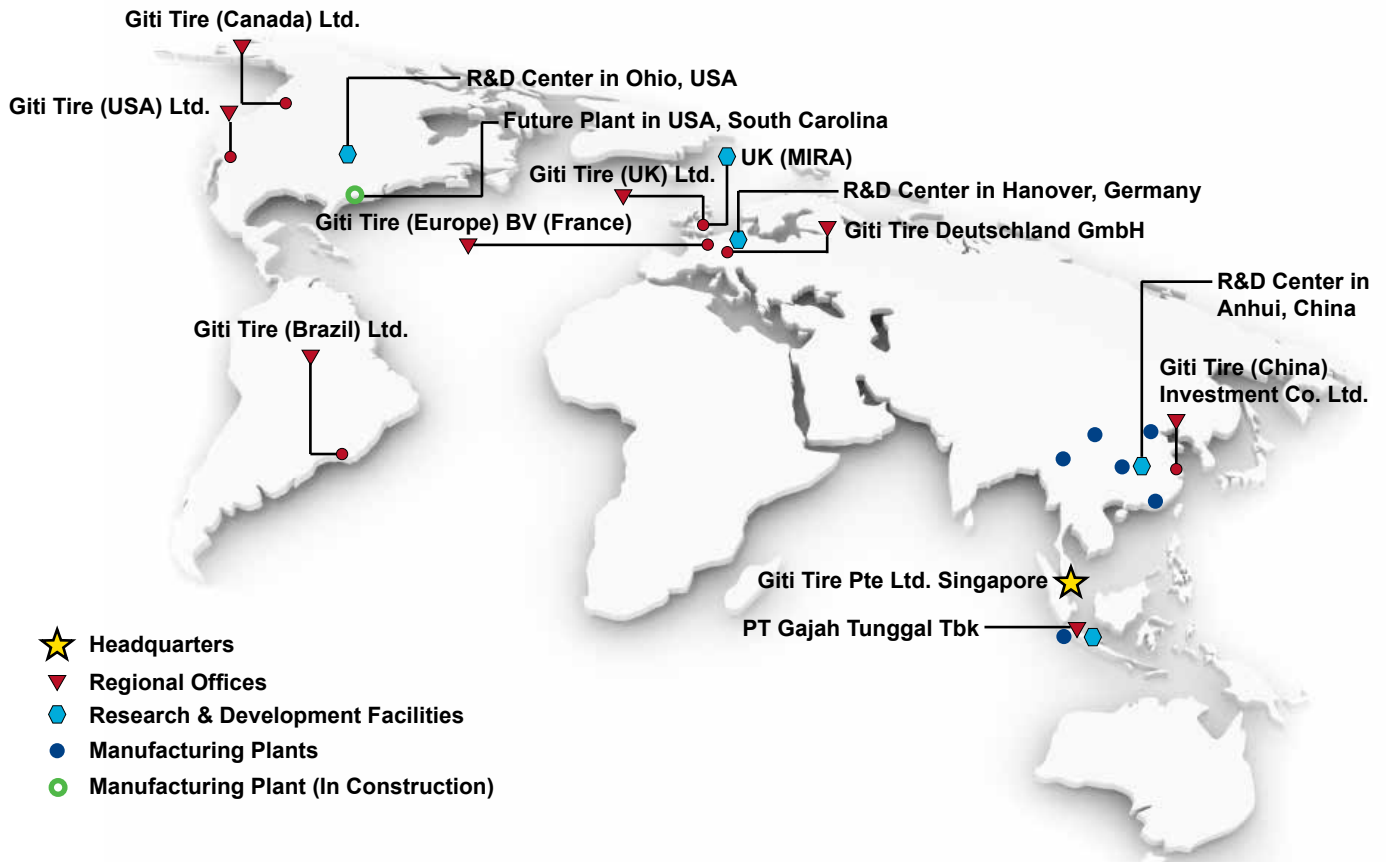 Giti Tire (Canada) Ltd.
R&D Center in Ohio, USA
Giti Tire (USA) Ltd.
Future Plant in USA, South Carolina
UK (MIRA)
Giti Tire (UK) Ltd.
R&D Center in Hanover, Germany
Giti Tire (Europe) BV (France)
Giti Tire Deutschland GmbH
R&D Center in
Anhui, China
Giti Tire (Brazil) Ltd.
Giti Tire (China)
Investment Co. Ltd.
Giti Tire Pte Ltd. Singapore
PT Gajah Tunggal Tbk
Headquarters
Regional Offices
Research & Development Facilities
Manufacturing Plants
Manufacturing Plant (In Construction)